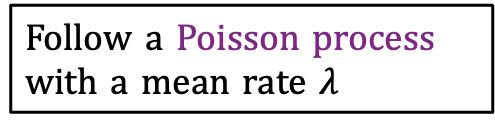 Follow a Poisson process
with a mean rate λ